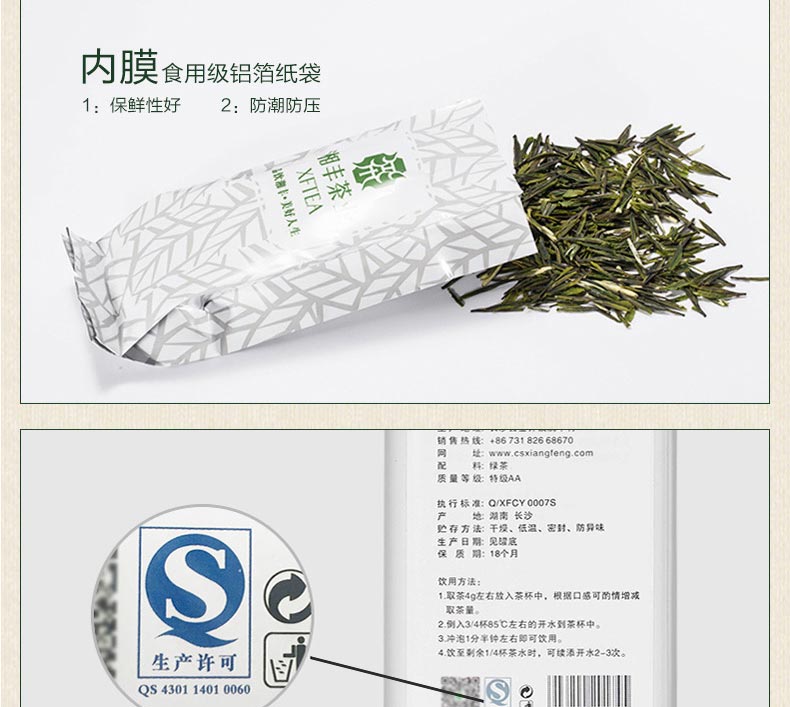 内膜 食用级铝箔纸袋
1：保鲜性好 2：防潮防压
湘丰茶
XFTEA
品饮湘丰·美好人生
销售热线: +86 731 826 68670
网 址: www.csxiangfeng.com
配 料: 绿茶
质量等级: 特级AA
执行标准: Q/XFCY 0007S
产 地: 湖南 长沙
贮存方法: 干燥、低温、密封、防异味
生产日期: 见罐底
保 质 期: 18个月
饮用方法:
1.取茶4g左右放入茶杯中，根据口感可酌情增减
取茶量。
2.倒入3/4杯85℃左右的开水到茶杯中。
3.冲泡1分半钟左右即可饮用。
4.饮至剩余1/4杯茶水时，可续添开水2-3次。
生产许可
QS 4301 1401 0060